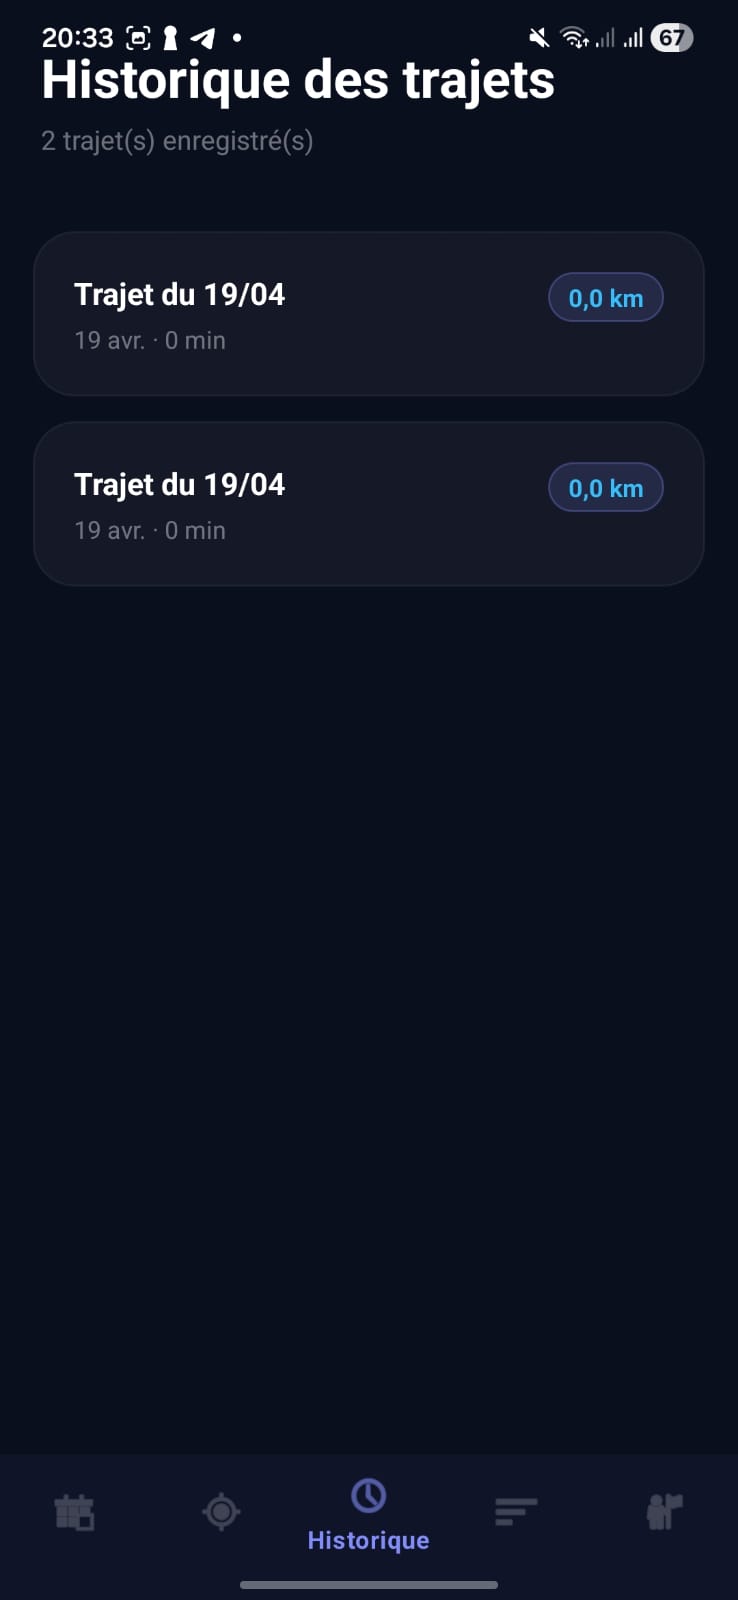 20:33
67
Historique des trajets
2 trajet(s) enregistré(s)
Trajet du 19/04
0,0 km
19 avr. · 0 min
Trajet du 19/04
0,0 km
19 avr. · 0 min
Historique